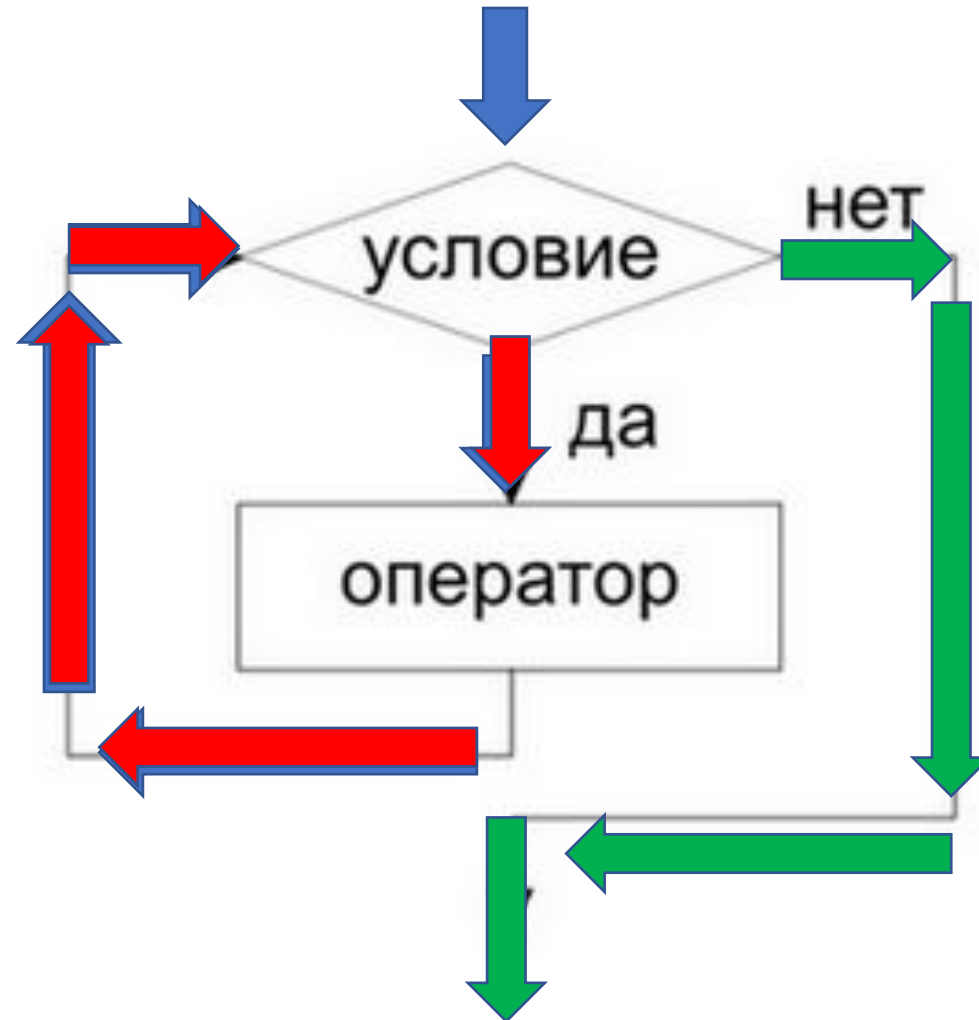 нет
условие
да
оператор